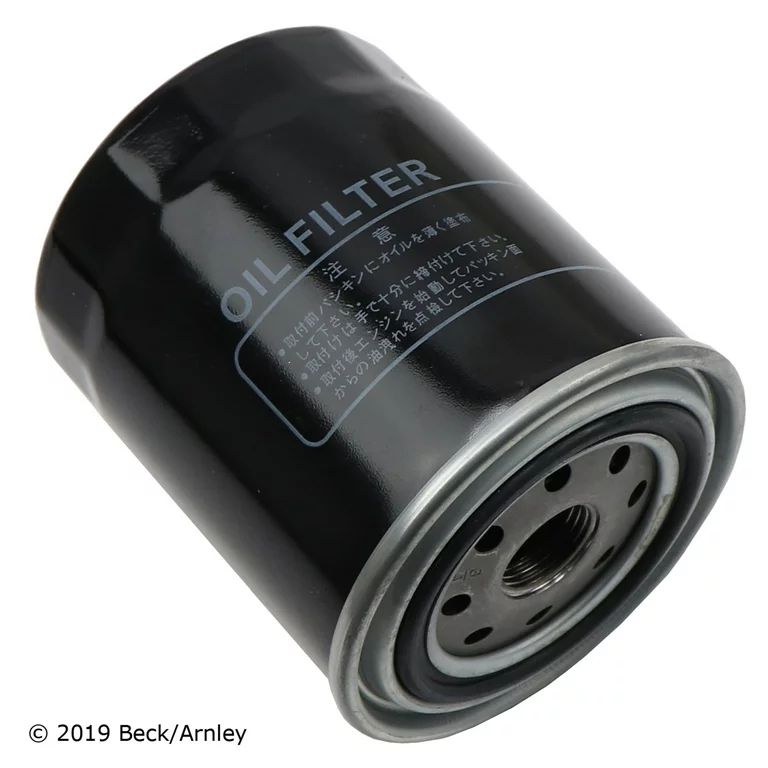 OIL FILTER
注 意
• 取付前パッキンにオイルを薄く塗布
して下さい.
• 取付けは手で十分に締付けて下さい.
• 取付後エンジンを始動してパッキン面
からの油洩れを点検して下さい.
© 2019 Beck/Arnley